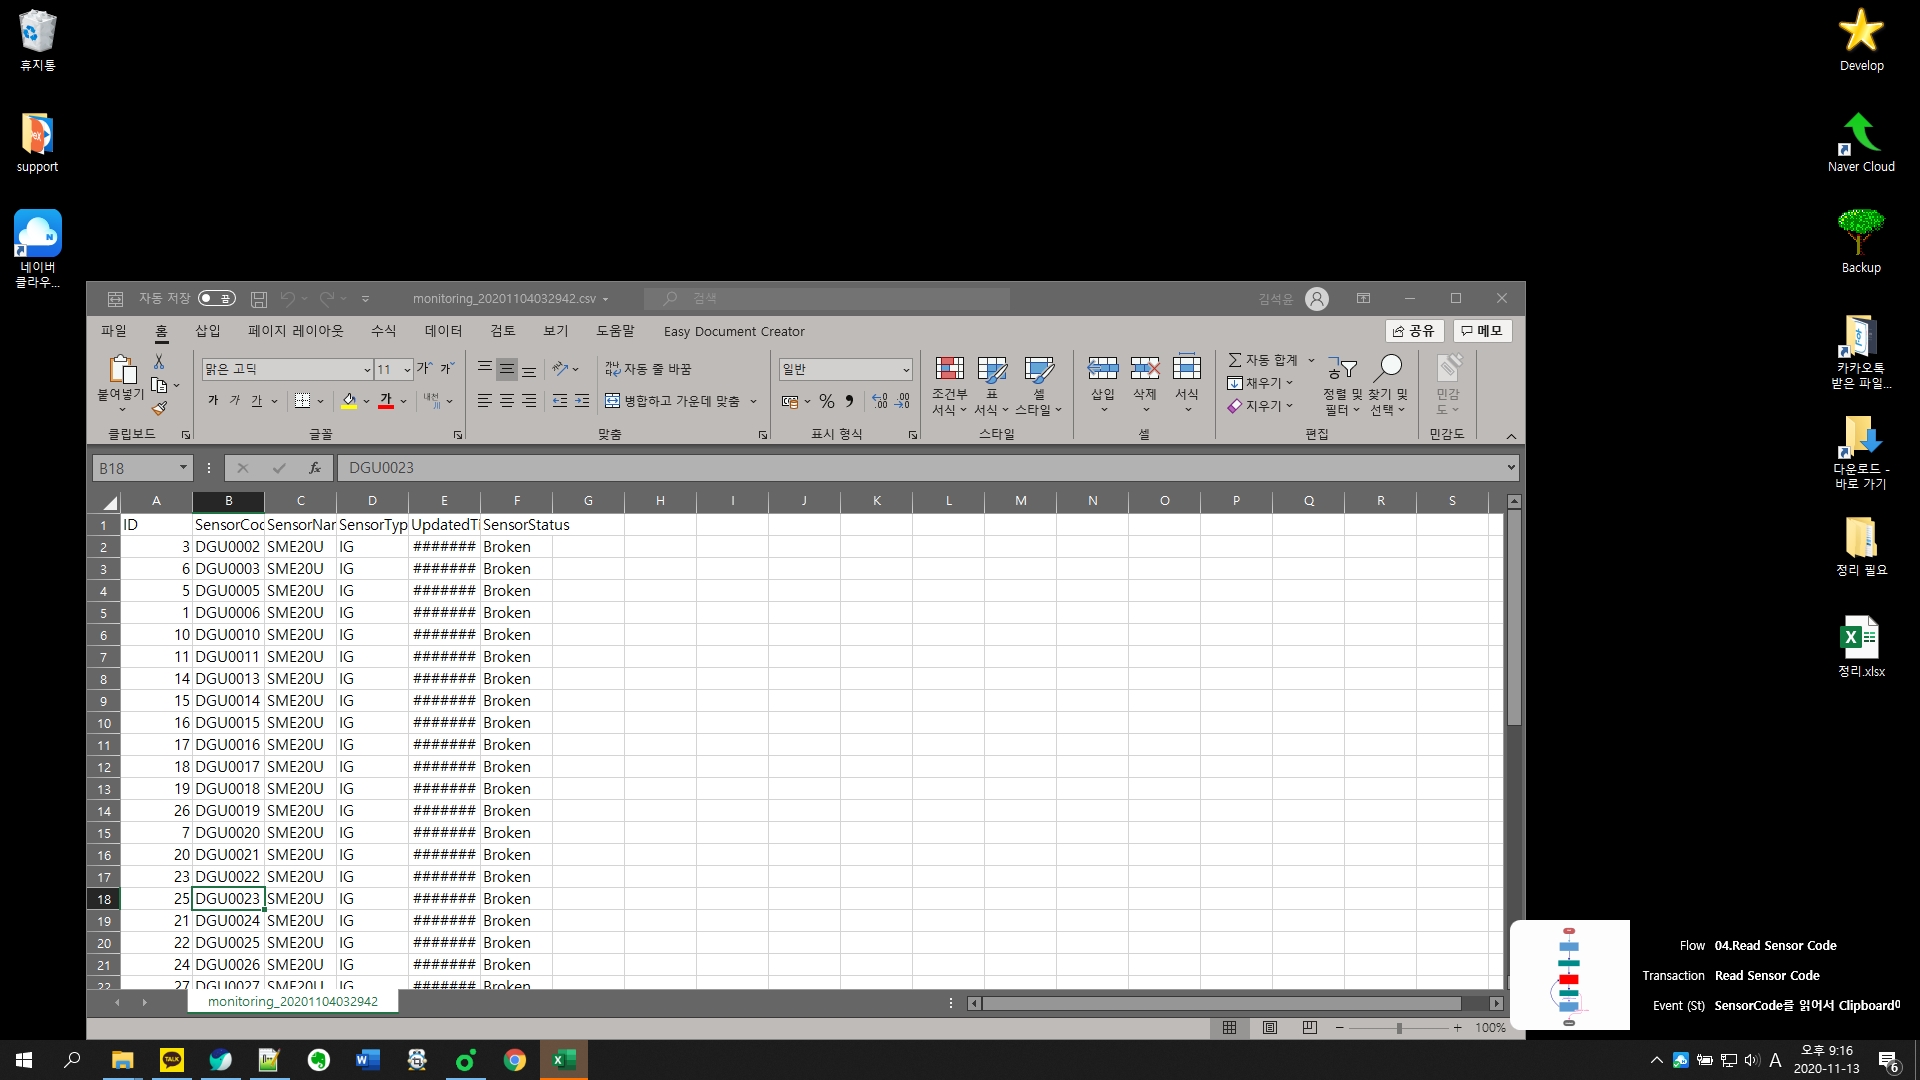 휴지통
support
네이버
클라우...
Develop
Naver Cloud
Backup
카카오톡
받은 파일...
다운로드 -
바로 가기
정리 필요
정리.xlsx
자동 저장 끔
monitoring_20201104032942.csv
검색
김석윤
파일 홈 삽입 페이지 레이아웃 수식 데이터 검토 보기 도움말 Easy Document Creator 공유 메모
붙여넣기
클립보드
맑은 고딕 11 가 가
가 가 가 가 내천
글꼴
자동 줄 바꿈
병합하고 가운데 맞춤
맞춤
일반
% 9
표시 형식
조건부
서식
표
서식
셀
스타일
스타일
삽입
삭제
서식
셀
자동 합계
채우기
지우기
정렬 및
필터
찾기 및
선택
편집
민감
도
민감도
B18 fx DGU0023
A B C D E F G H I J K L M N O P Q R S
1 ID SensorCod SensorNar SensorTyp UpdatedTi SensorStatus
2 3 DGU0002 SME20U IG ####### Broken
3 6 DGU0003 SME20U IG ####### Broken
4 5 DGU0005 SME20U IG ####### Broken
5 1 DGU0006 SME20U IG ####### Broken
6 10 DGU0010 SME20U IG ####### Broken
7 11 DGU0011 SME20U IG ####### Broken
8 14 DGU0013 SME20U IG ####### Broken
9 15 DGU0014 SME20U IG ####### Broken
10 16 DGU0015 SME20U IG ####### Broken
11 17 DGU0016 SME20U IG ####### Broken
12 18 DGU0017 SME20U IG ####### Broken
13 19 DGU0018 SME20U IG ####### Broken
14 26 DGU0019 SME20U IG ####### Broken
15 7 DGU0020 SME20U IG ####### Broken
16 20 DGU0021 SME20U IG ####### Broken
17 23 DGU0022 SME20U IG ####### Broken
18 25 DGU0023 SME20U IG ####### Broken
19 21 DGU0024 SME20U IG ####### Broken
20 22 DGU0025 SME20U IG ####### Broken
21 24 DGU0026 SME20U IG ####### Broken
22 27 DGU0027 SME20U IG ####### Broken
monitoring_20201104032942
100%
Flow 04.Read Sensor Code
Transaction Read Sensor Code
Event (St) SensorCode를 읽어서 Clipboard
TALK
A
오후 9:16
2020-11-13
6